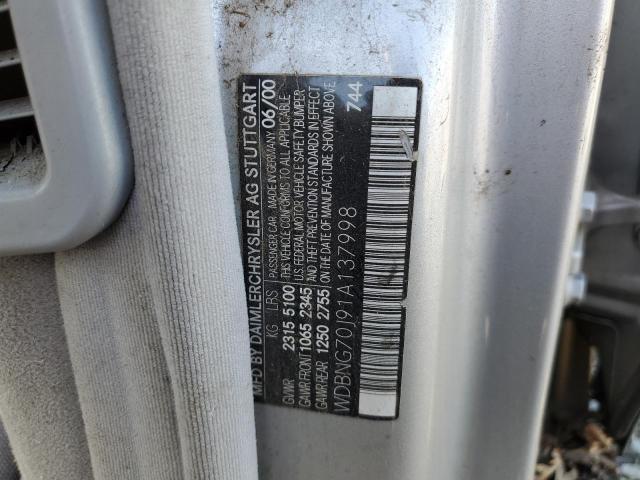 MFD BY DAIMLERCHRYSLER AG STUTTGART
KG LBS PASSENGER CAR MADE IN GERMANY 06/00
GVWR 2315 5100 THIS VEHICLE CONFORMS TO ALL APPLICABLE
GAWR FRONT 1065 2345 U.S. FEDERAL MOTOR VEHICLE SAFETY BUMPER
AND THEFT PREVENTION STANDARDS IN EFFECT
GAWR REAR 1250 2755 ON THE DATE OF MANUFACTURE SHOWN ABOVE
744
WDBNG70J91A137998